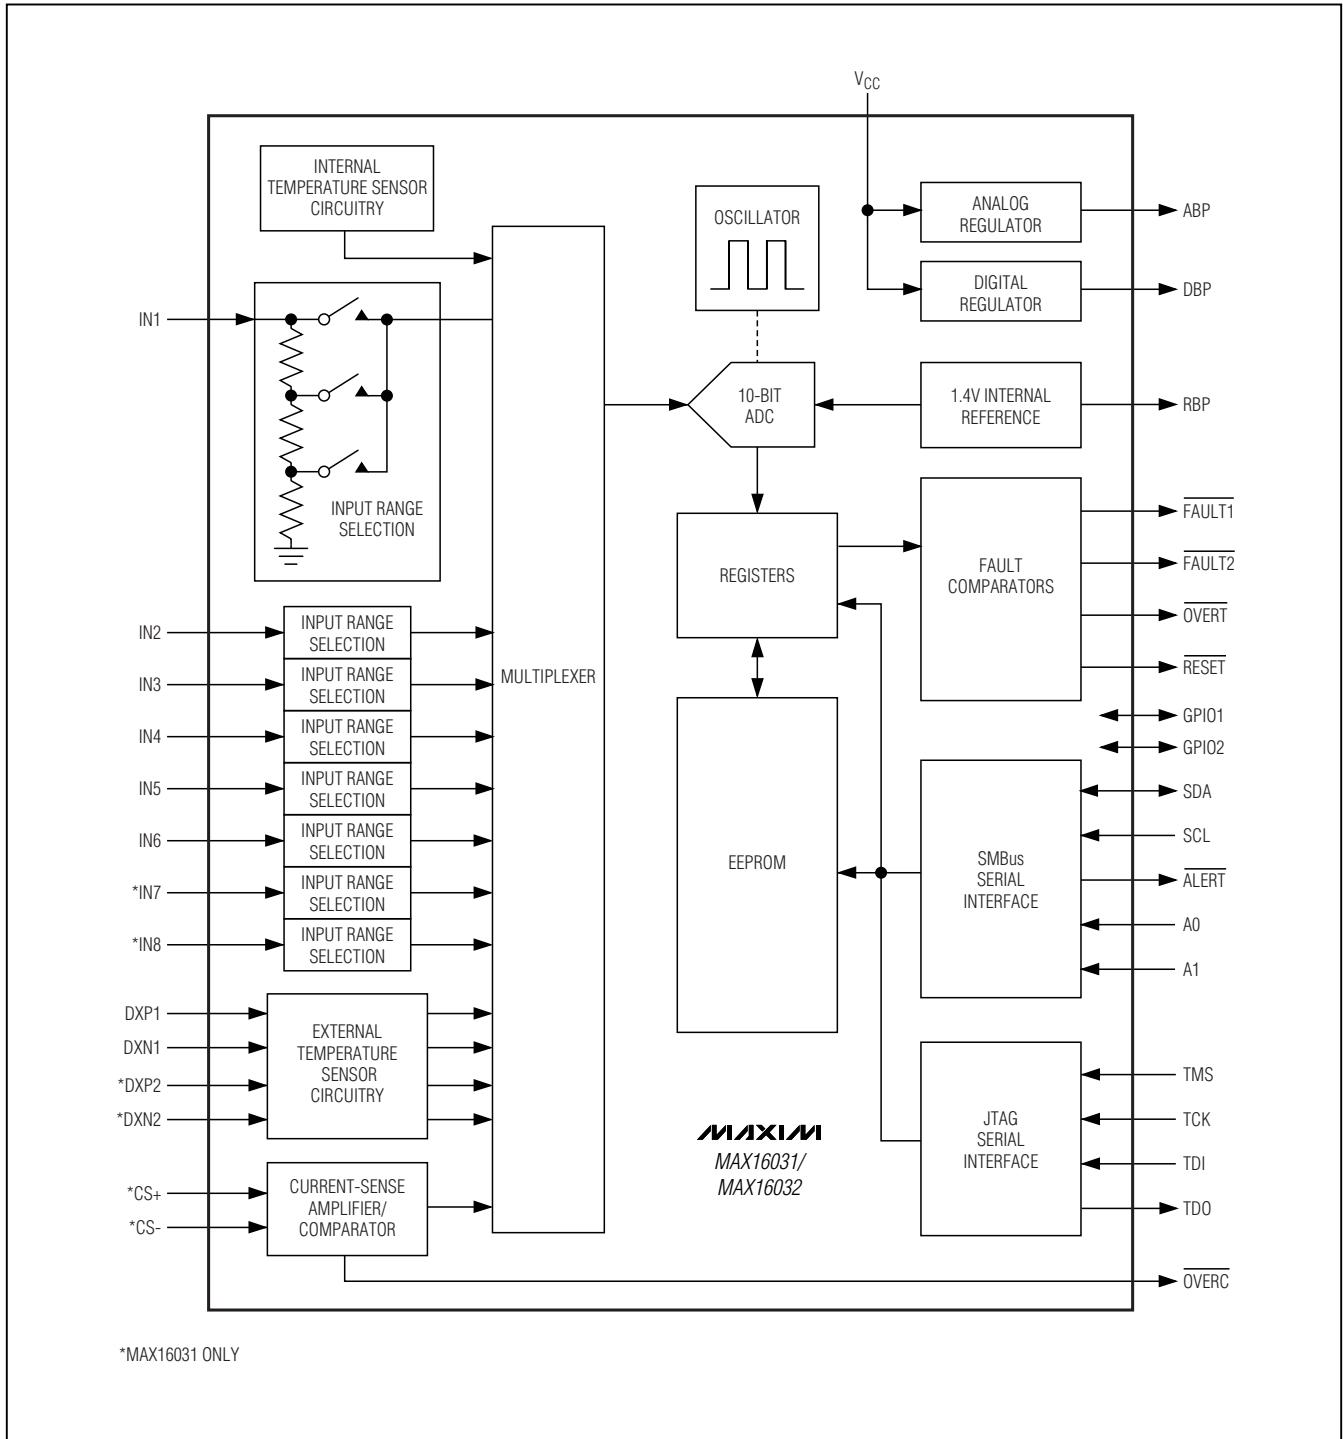 V_CC
INTERNAL
TEMPERATURE SENSOR
CIRCUITRY
OSCILLATOR
ANALOG
REGULATOR
ABP
DIGITAL
REGULATOR
DBP
IN1
10-BIT
ADC
1.4V INTERNAL
REFERENCE
RBP
INPUT RANGE
SELECTION
REGISTERS
FAULT
COMPARATORS
FAULT1
FAULT2
OVERT
RESET
IN2
INPUT RANGE
SELECTION
IN3
INPUT RANGE
SELECTION
IN4
INPUT RANGE
SELECTION
IN5
INPUT RANGE
SELECTION
IN6
INPUT RANGE
SELECTION
*IN7
INPUT RANGE
SELECTION
*IN8
INPUT RANGE
SELECTION
MULTIPLEXER
GPIO1
GPIO2
EEPROM
SMBus
SERIAL
INTERFACE
SDA
SCL
ALERT
A0
A1
DXP1
DXN1
*DXP2
*DXN2
EXTERNAL
TEMPERATURE
SENSOR
CIRCUITRY
JTAG
SERIAL
INTERFACE
TMS
TCK
TDI
TDO
MAXIM
MAX16031/
MAX16032
*CS+
*CS-
CURRENT-SENSE
AMPLIFIER/
COMPARATOR
OVERC
*MAX16031 ONLY